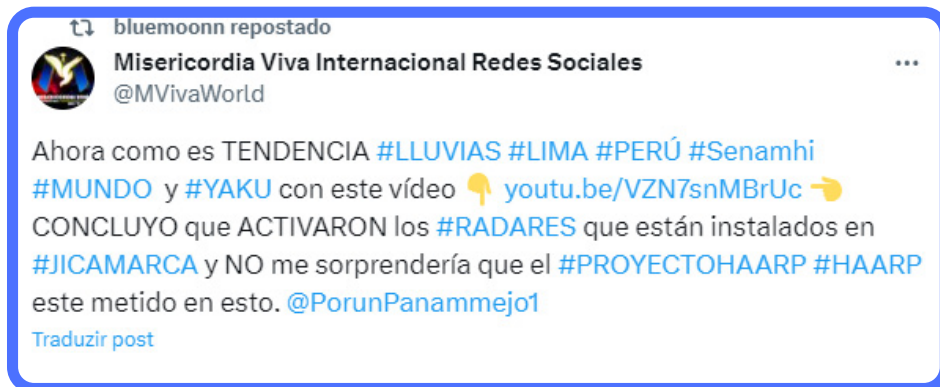 bluemoonn repostado
Misericordia Viva Internacional Redes Sociales
@MVivaWorld
Ahora como es TENDENCIA #LLUVIAS #LIMA #PERÚ #Senamhi
#MUNDO y #YAKU con este vídeo 👇 youtu.be/VZN7snMBrUc 👈
CONCLUYO que ACTIVARON los #RADARES que están instalados en
#JICAMARCA y NO me sorprendería que el #PROYECTOHAARP #HAARP
este metido en esto. @PorunPanammejo1
Traduzir post